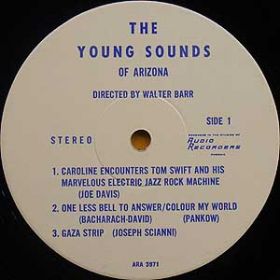 THE
YOUNG SOUNDS
OF ARIZONA
DIRECTED BY WALTER BARR
SIDE 1
STEREO
AUDIO
RECORDERS
1. CAROLINE ENCOUNTERS TOM SWIFT AND HIS
MARVELOUS ELECTRIC JAZZ ROCK MACHINE
(JOE DAVIS)
2. ONE LESS BELL TO ANSWER/COLOUR MY WORLD
(BACHARACH-DAVID) (PANKOW)
3. GAZA STRIP (JOSEPH SCIANNI)
ARA 3971